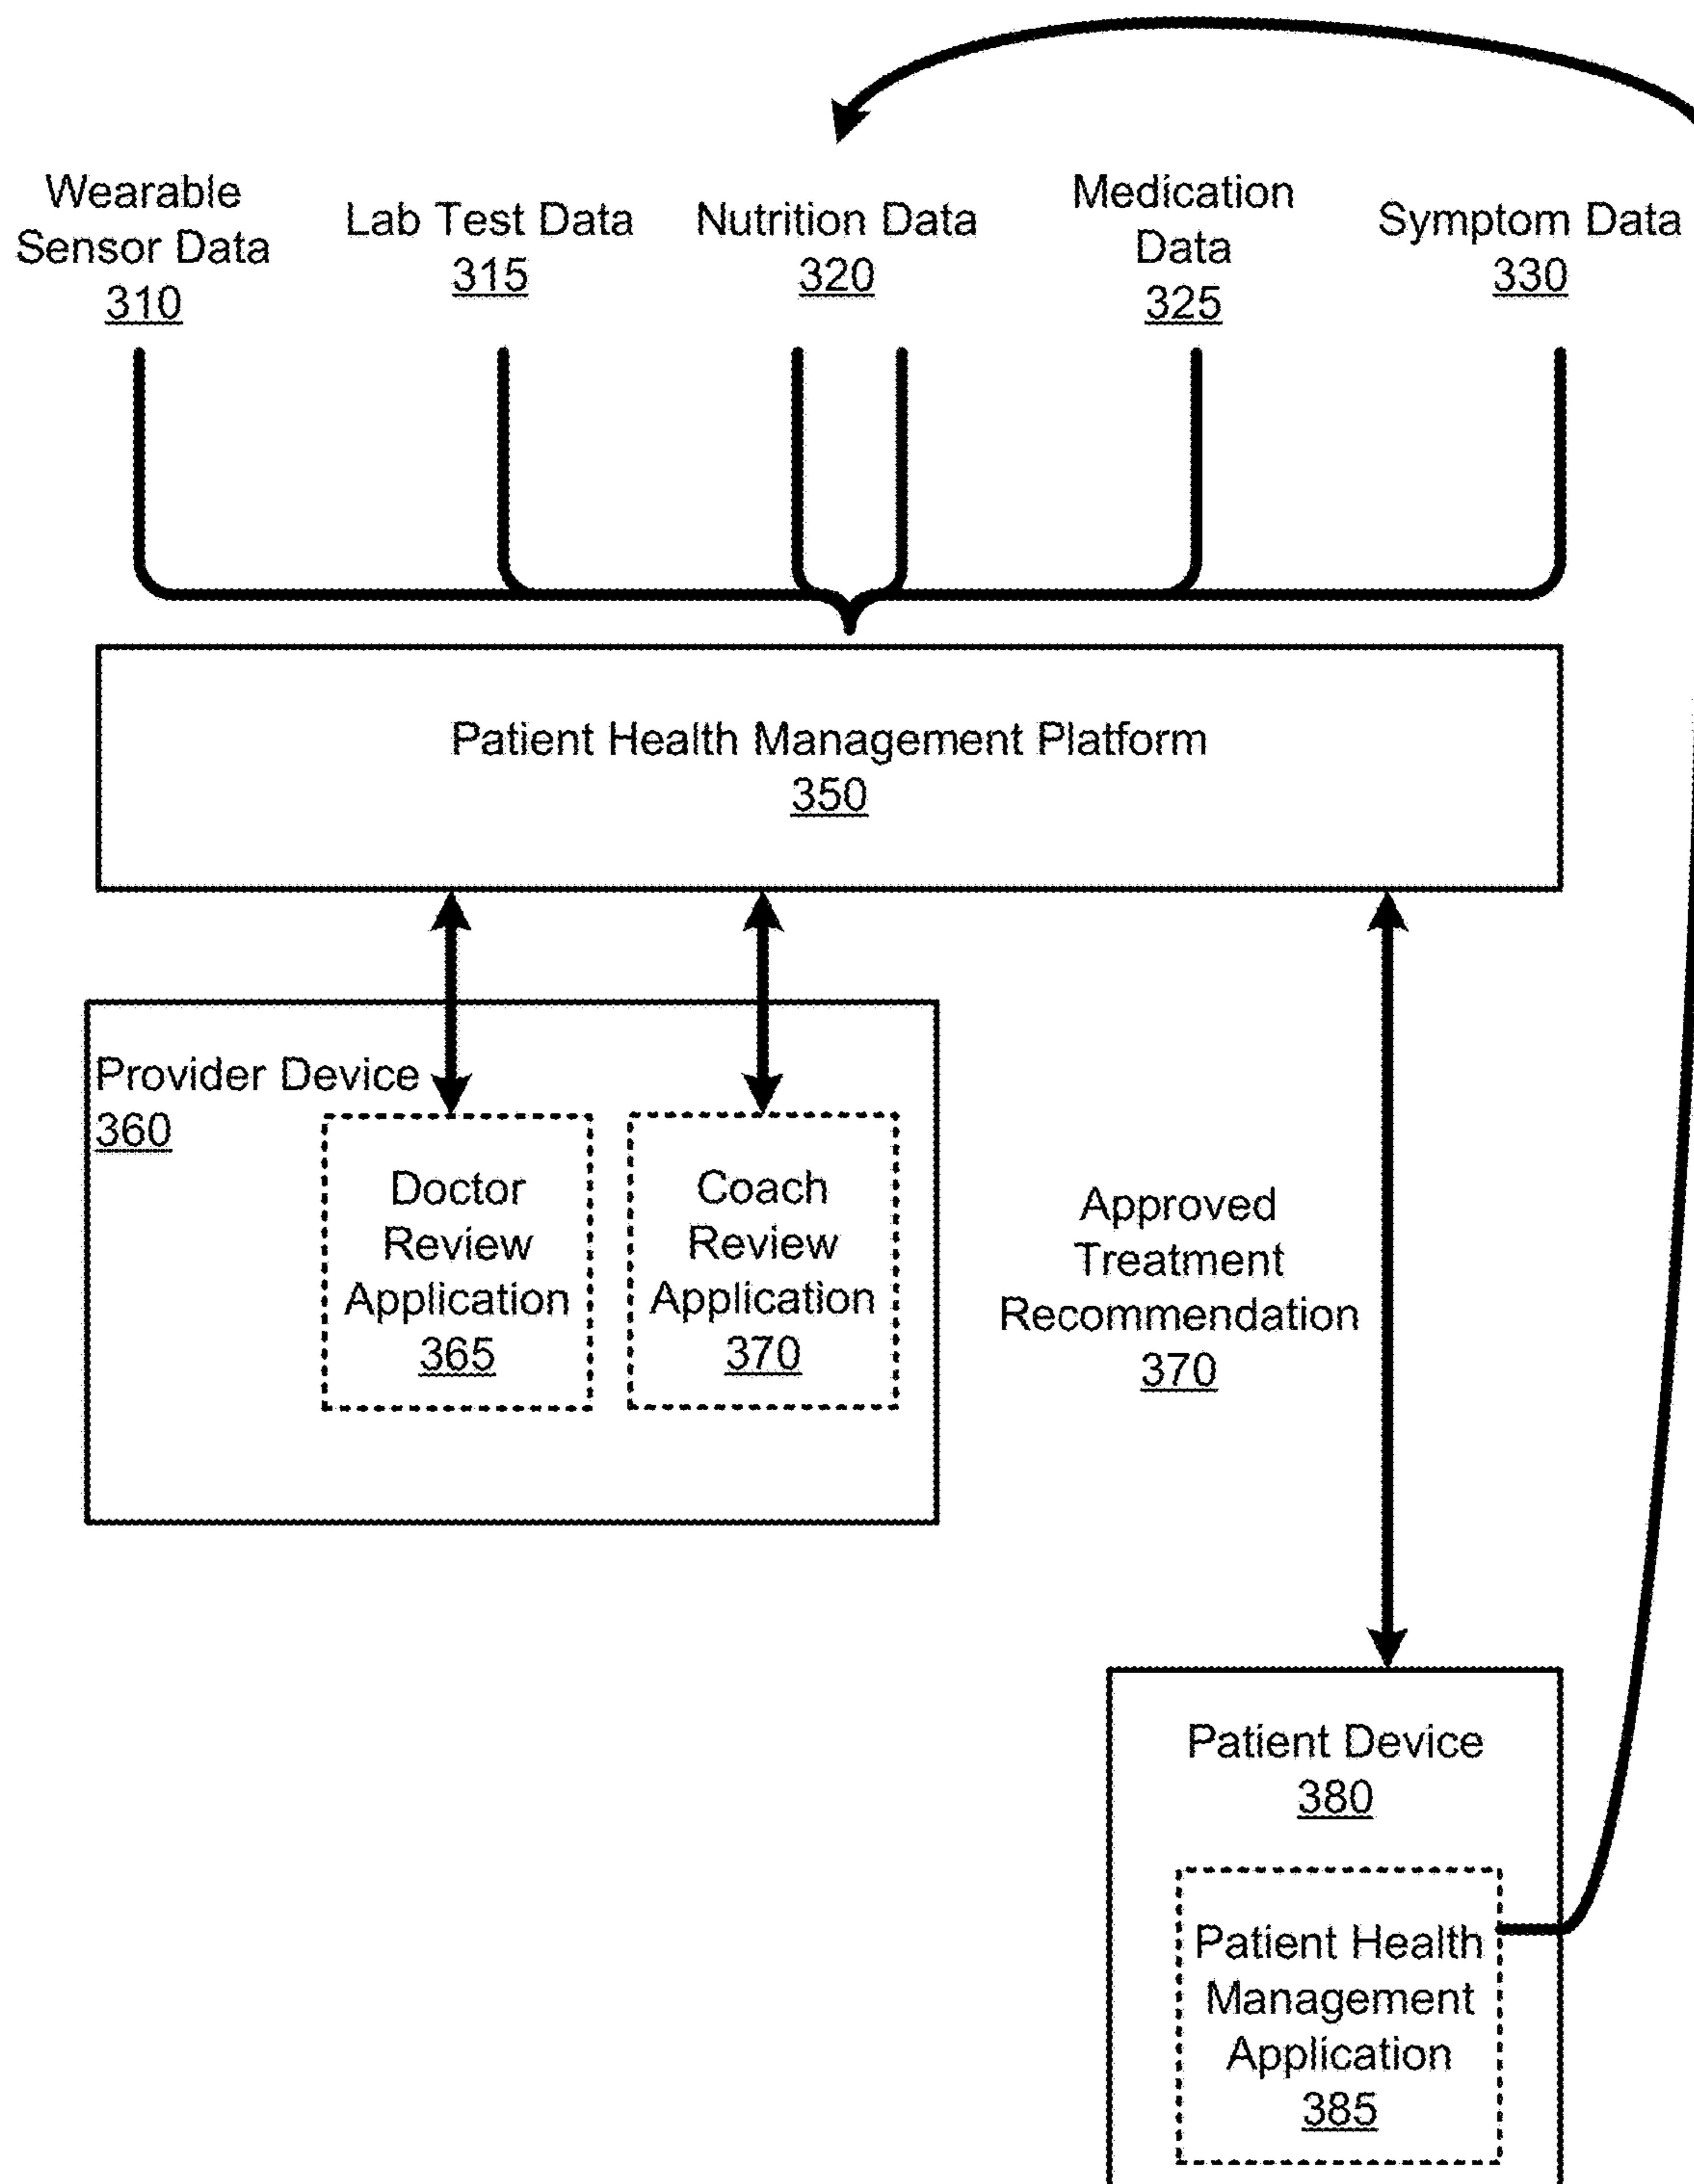 Wearable
Sensor Data
310
Lab Test Data
315
Nutrition Data
320
Medication
Data
325
Symptom Data
330
Patient Health Management Platform
350
Provider Device
360
Doctor
Review
Application
365
Coach
Review
Application
370
Approved
Treatment
Recommendation
370
Patient Device
380
Patient Health
Management
Application
385